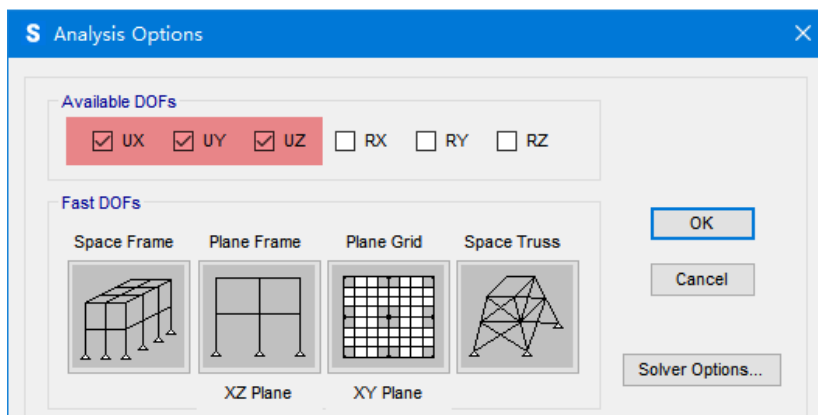 S Analysis Options
Available DOFs
UX UY UZ RX RY RZ
Fast DOFs
Space Frame Plane Frame Plane Grid Space Truss
XZ Plane XY Plane
OK
Cancel
Solver Options...